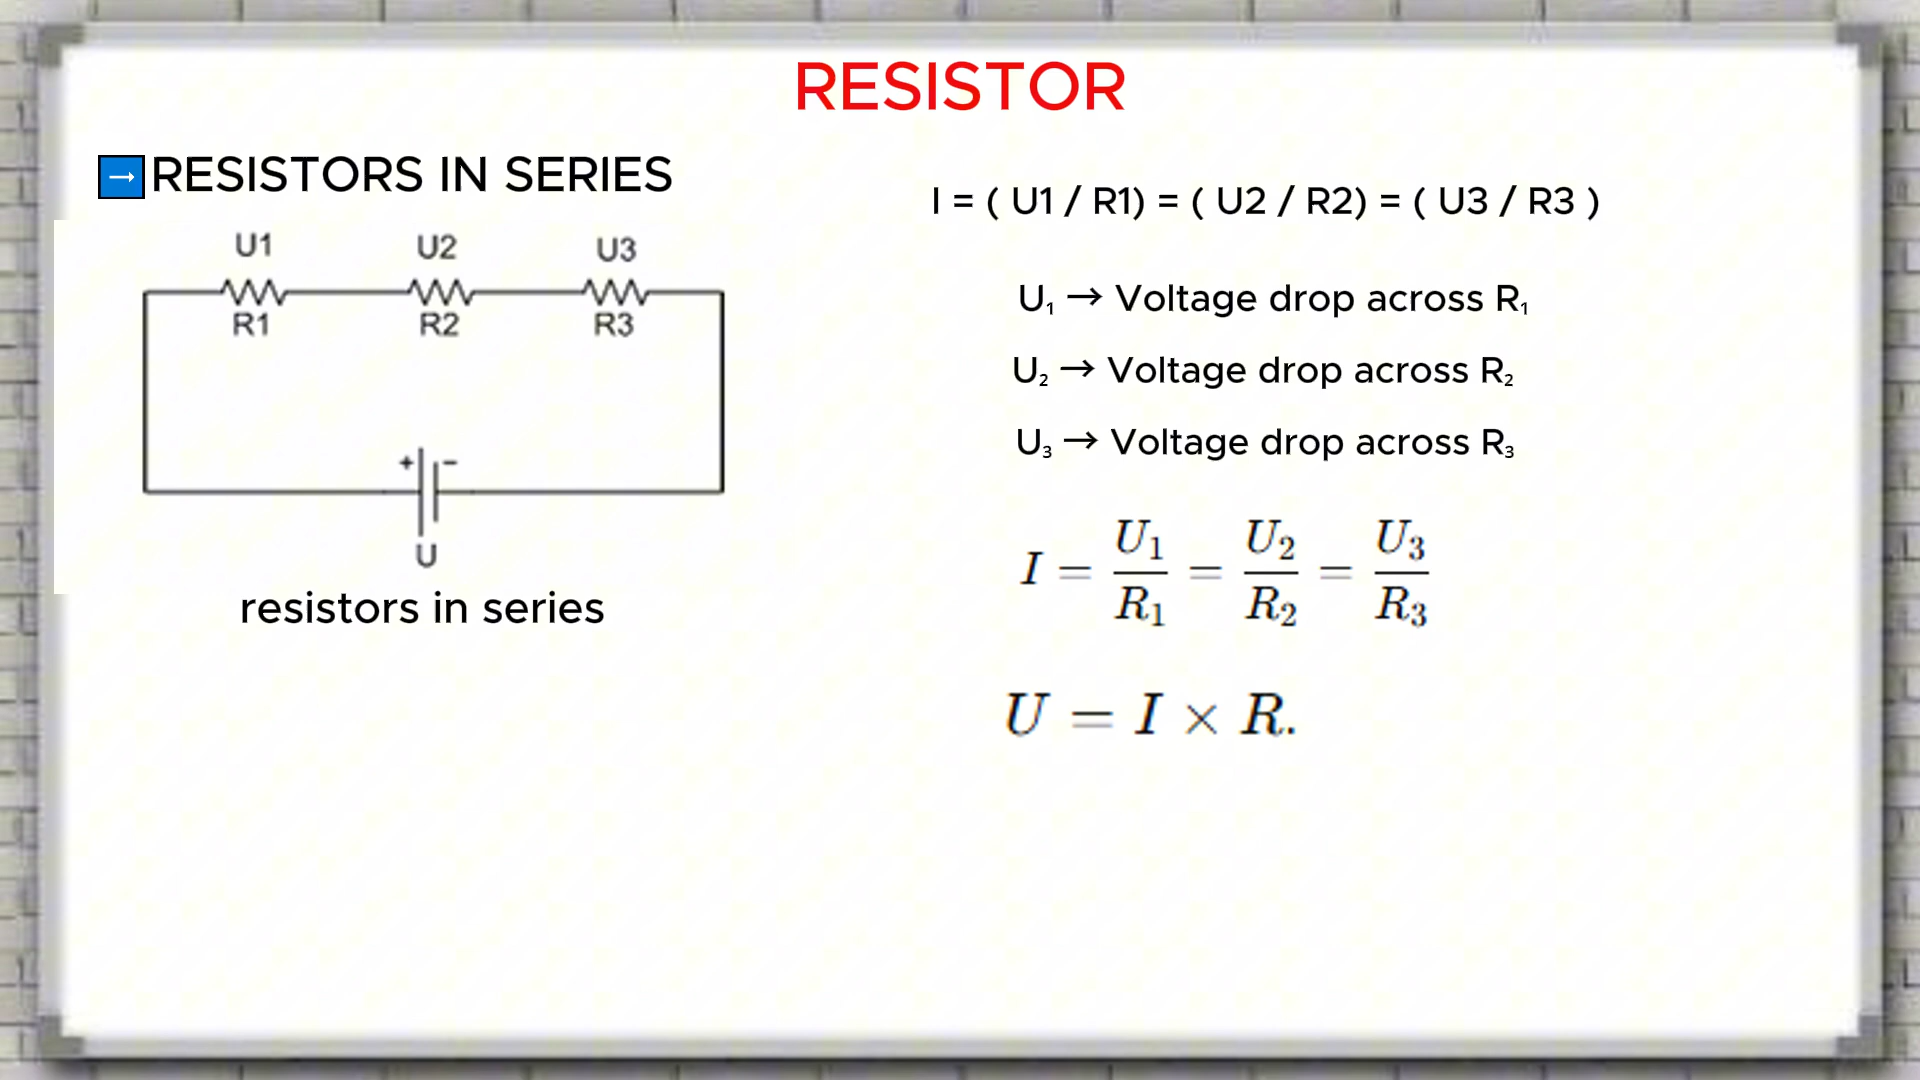 RESISTOR
→ RESISTORS IN SERIES
U1 U2 U3
R1 R2 R3
+ −
U
resistors in series
I = ( U1 / R1) = ( U2 / R2) = ( U3 / R3 )
U₁ → Voltage drop across R₁
U₂ → Voltage drop across R₂
U₃ → Voltage drop across R₃
I = U₁/R₁ = U₂/R₂ = U₃/R₃
U = I × R.